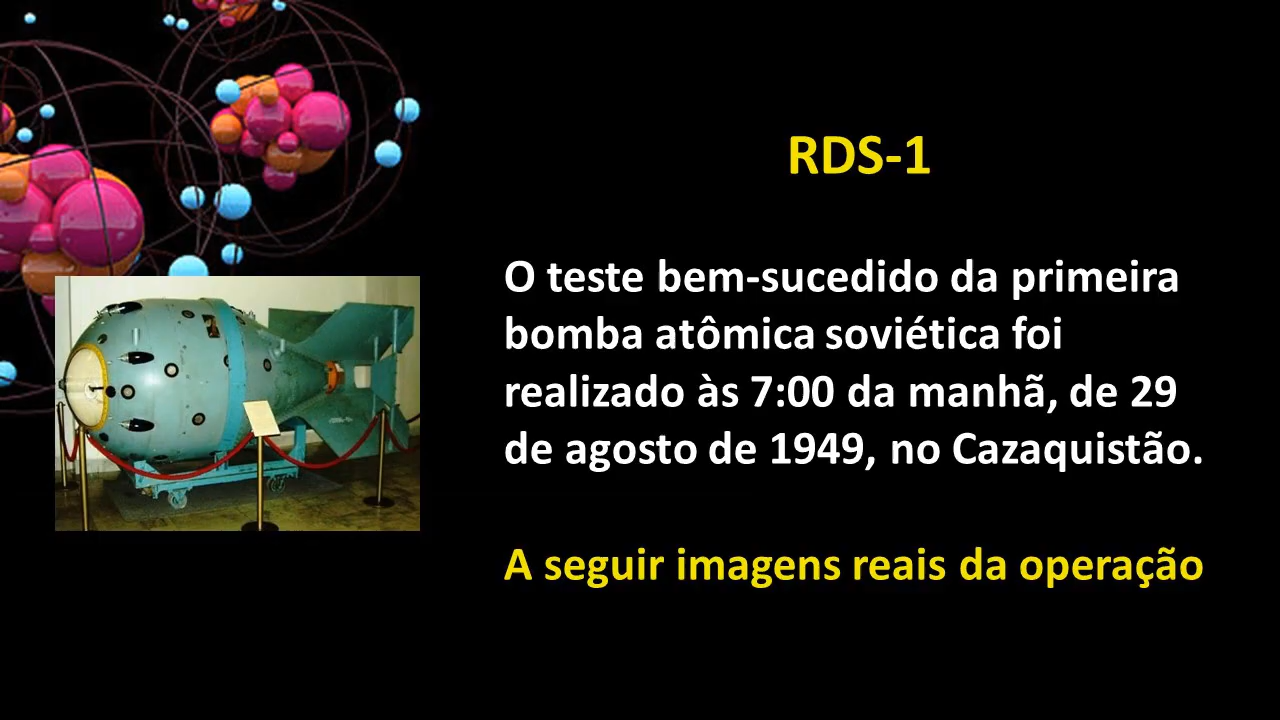 RDS-1
O teste bem-sucedido da primeira
bomba atômica soviética foi
realizado às 7:00 da manhã, de 29
de agosto de 1949, no Cazaquistão.
A seguir imagens reais da operação